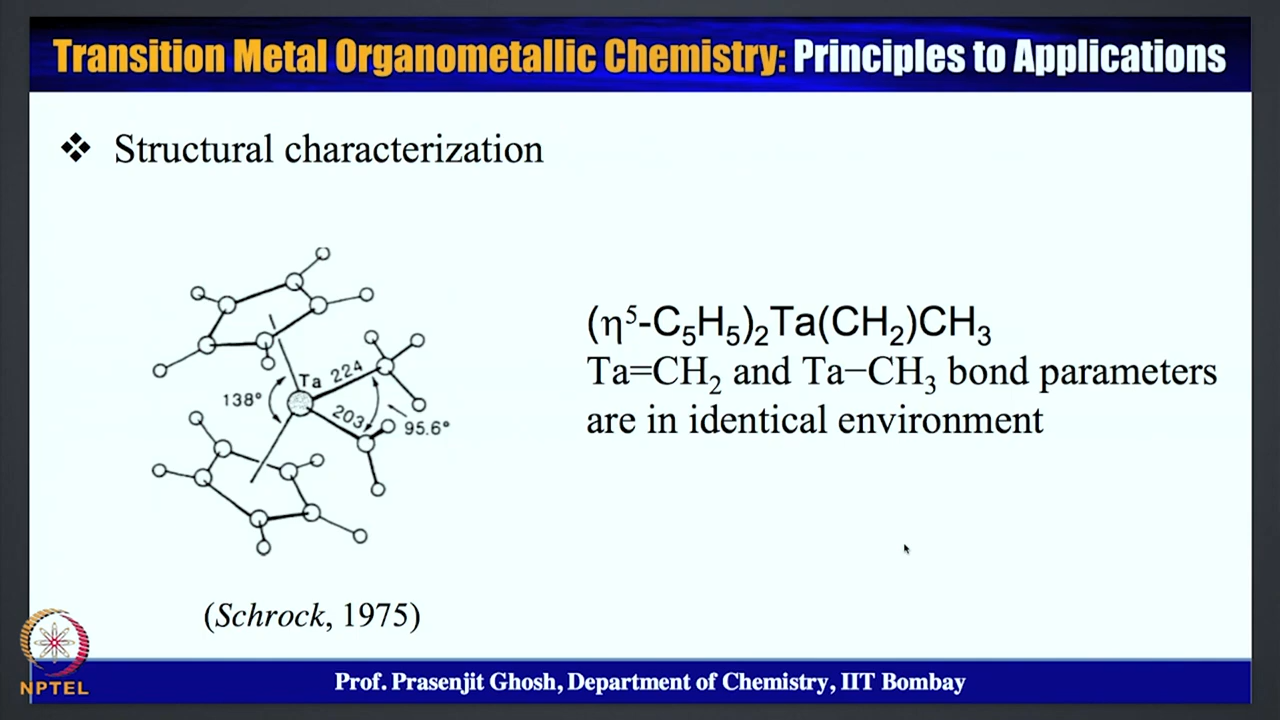 Transition Metal Organometallic Chemistry: Principles to Applications
❖ Structural characterization
Ta 224
138°
203
95.6°
(η⁵-C₅H₅)₂Ta(CH₂)CH₃
Ta=CH₂ and Ta−CH₃ bond parameters
are in identical environment
(Schrock, 1975)
NPTEL
Prof. Prasenjit Ghosh, Department of Chemistry, IIT Bombay